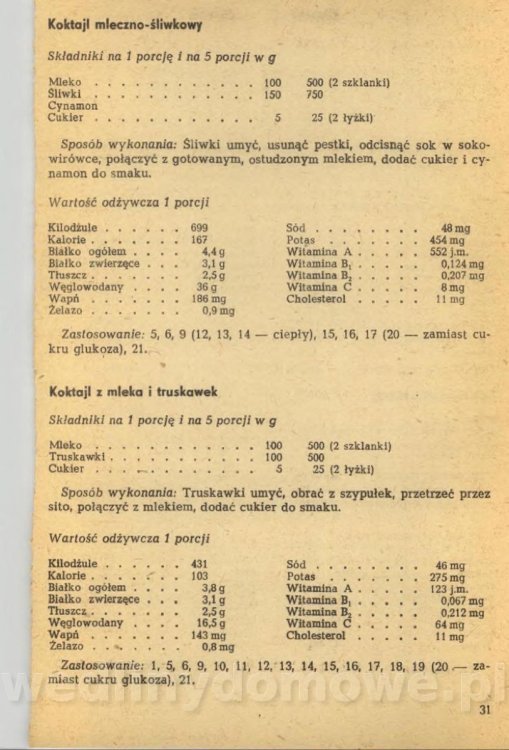 Koktajl mleczno-śliwkowy
Składniki na 1 porcję i na 5 porcji w g
Mleko . . . . . . . . . . . . 100 500 (2 szklanki)
Śliwki . . . . . . . . . . . . 150 750
Cynamon
Cukier . . . . . . . . . . . . 5 25 (2 łyżki)
Sposób wykonania: Śliwki umyć, usunąć pestki, odcisnąć sok w soko-
wirówce, połączyć z gotowanym, ostudzonym mlekiem, dodać cukier i cy-
namon do smaku.
Wartość odżywcza 1 porcji
Kilodżule . . . . . . 699 Sód . . . . . . . . 48 mg
Kalorie . . . . . . . 167 Potas . . . . . . . 454 mg
Białko ogółem . . . . 4,4 g Witamina A . . . . . 552 j.m.
Białko zwierzęce . . . 3,1 g Witamina B₁ . . . . . 0,124 mg
Tłuszcz . . . . . . . 2,5 g Witamina B₂ . . . . . 0,207 mg
Węglowodany . . . . 36 g Witamina C . . . . . 8 mg
Wapń . . . . . . . 186 mg Cholesterol . . . . . 11 mg
Żelazo . . . . . . . 0,9 mg
Zastosowanie: 5, 6, 9 (12, 13, 14 — ciepły), 15, 16, 17 (20 — zamiast cu-
kru glukoza), 21.
Koktajl z mleka i truskawek
Składniki na 1 porcję i na 5 porcji w g
Mleko . . . . . . . . . . . . 100 500 (2 szklanki)
Truskawki . . . . . . . . . . . 100 500
Cukier . . . . . . . . . . . . 5 25 (2 łyżki)
Sposób wykonania: Truskawki umyć, obrać z szypułek, przetrzeć przez
sito, połączyć z mlekiem, dodać cukier do smaku.
Wartość odżywcza 1 porcji
Kilodżule . . . . . . 431 Sód . . . . . . . . 46 mg
Kalorie . . . . . . . 103 Potas . . . . . . . 275 mg
Białko ogółem . . . . 3,8 g Witamina A . . . . . 123 j.m.
Białko zwierzęce . . . 3,1 g Witamina B₁ . . . . . 0,067 mg
Tłuszcz . . . . . . . 2,5 g Witamina B₂ . . . . . 0,212 mg
Węglowodany . . . . 16,5 g Witamina C . . . . . 64 mg
Wapń . . . . . . . 143 mg Cholesterol . . . . . 11 mg
Żelazo . . . . . . . 0,8 mg
Zastosowanie: 1, 5, 6, 9, 10, 11, 12, 13, 14, 15, 16, 17, 18, 19 (20 — za-
miast cukru glukoza), 21.
wedlinydomowe.pl
31